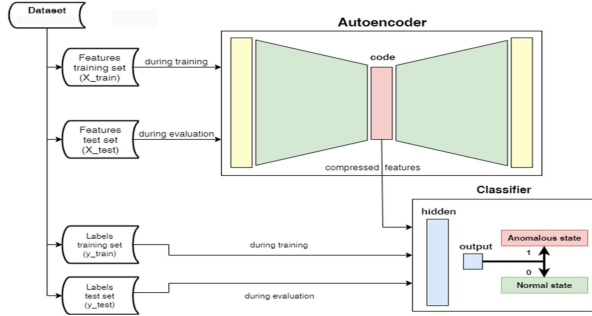 Dataset
Autoencoder
Features
training set
(X_train)
during training
code
Features
test set
(X_test)
during evaluation
compressed features
Classifier
hidden
Labels
training set
(y_train)
during training
output
Anomalous state
1
0
Normal state
Labels
test set
(y_test)
during evaluation